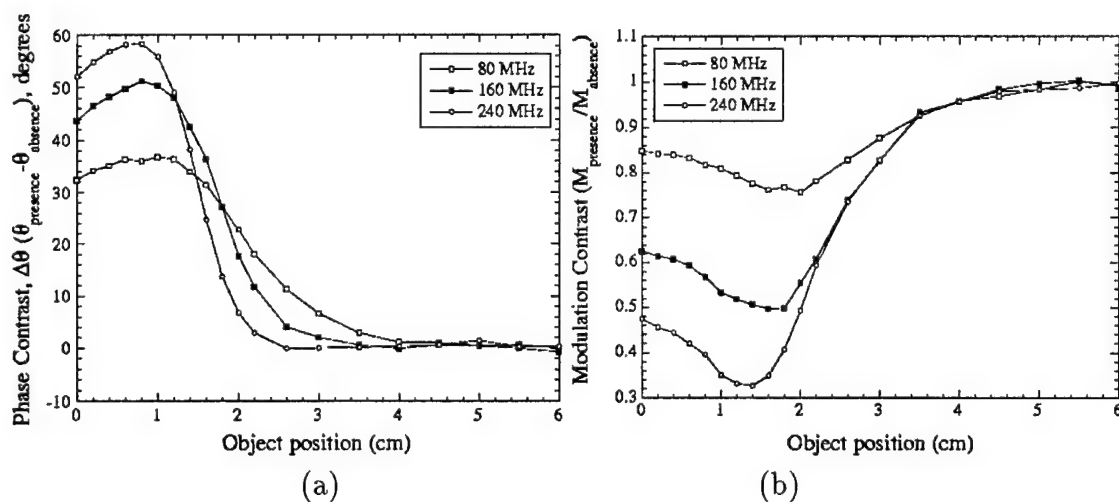 Phase Contrast, Δθ (θpresence-θabsence), degrees
60
50
40
30
20
10
0
-10
80 MHz
160 MHz
240 MHz
0 1 2 3 4 5 6
Object position (cm)
(a)
Modulation Contrast (Mpresence/Mabsence)
1.1
1
0.9
0.8
0.7
0.6
0.5
0.4
0.3
80 MHz
160 MHz
240 MHz
0 1 2 3 4 5 6
Object position (cm)
(b)